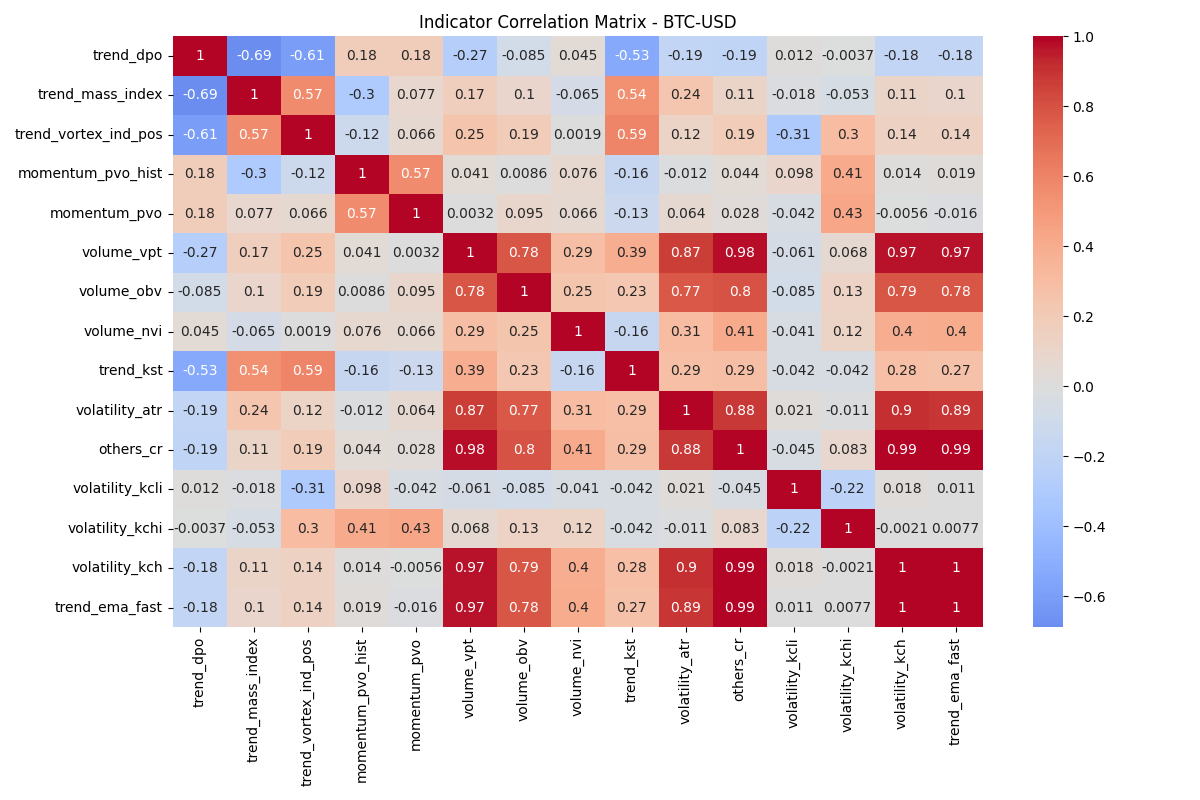 Indicator Correlation Matrix - BTC-USD
trend_dpo 1 -0.69 -0.61 0.18 0.18 -0.27 -0.085 0.045 -0.53 -0.19 -0.19 0.012 -0.0037 -0.18 -0.18
trend_mass_index -0.69 1 0.57 -0.3 0.077 0.17 0.1 -0.065 0.54 0.24 0.11 -0.018 -0.053 0.11 0.1
trend_vortex_ind_pos -0.61 0.57 1 -0.12 0.066 0.25 0.19 0.0019 0.59 0.12 0.19 -0.31 0.3 0.14 0.14
momentum_pvo_hist 0.18 -0.3 -0.12 1 0.57 0.041 0.0086 0.076 -0.16 -0.012 0.044 0.098 0.41 0.014 0.019
momentum_pvo 0.18 0.077 0.066 0.57 1 0.0032 0.095 0.066 -0.13 0.064 0.028 -0.042 0.43 -0.0056 -0.016
volume_vpt -0.27 0.17 0.25 0.041 0.0032 1 0.78 0.29 0.39 0.87 0.98 -0.061 0.068 0.97 0.97
volume_obv -0.085 0.1 0.19 0.0086 0.095 0.78 1 0.25 0.23 0.77 0.8 -0.085 0.13 0.79 0.78
volume_nvi 0.045 -0.065 0.0019 0.076 0.066 0.29 0.25 1 -0.16 0.31 0.41 -0.041 0.12 0.4 0.4
trend_kst -0.53 0.54 0.59 -0.16 -0.13 0.39 0.23 -0.16 1 0.29 0.29 -0.042 -0.042 0.28 0.27
volatility_atr -0.19 0.24 0.12 -0.012 0.064 0.87 0.77 0.31 0.29 1 0.88 0.021 -0.011 0.9 0.89
others_cr -0.19 0.11 0.19 0.044 0.028 0.98 0.8 0.41 0.29 0.88 1 -0.045 0.083 0.99 0.99
volatility_kcli 0.012 -0.018 -0.31 0.098 -0.042 -0.061 -0.085 -0.041 -0.042 0.021 -0.045 1 -0.22 0.018 0.011
volatility_kchi -0.0037 -0.053 0.3 0.41 0.43 0.068 0.13 0.12 -0.042 -0.011 0.083 -0.22 1 -0.0021 0.0077
volatility_kch -0.18 0.11 0.14 0.014 -0.0056 0.97 0.79 0.4 0.28 0.9 0.99 0.018 -0.0021 1 1
trend_ema_fast -0.18 0.1 0.14 0.019 -0.016 0.97 0.78 0.4 0.27 0.89 0.99 0.011 0.0077 1 1
trend_dpo
trend_mass_index
trend_vortex_ind_pos
momentum_pvo_hist
momentum_pvo
volume_vpt
volume_obv
volume_nvi
trend_kst
volatility_atr
others_cr
volatility_kcli
volatility_kchi
volatility_kch
trend_ema_fast
1.0
0.8
0.6
0.4
0.2
0.0
−0.2
−0.4
−0.6